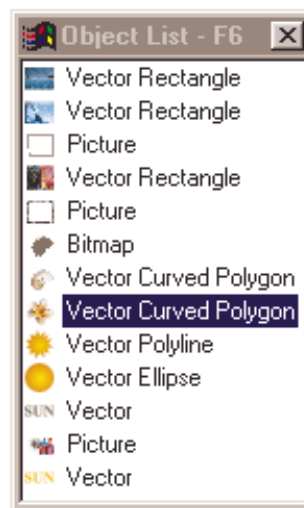 Object List - F6
Vector Rectangle
Vector Rectangle
Picture
Vector Rectangle
Picture
Bitmap
Vector Curved Polygon
Vector Curved Polygon
Vector Polyline
Vector Ellipse
SUN Vector
Picture
SUN Vector